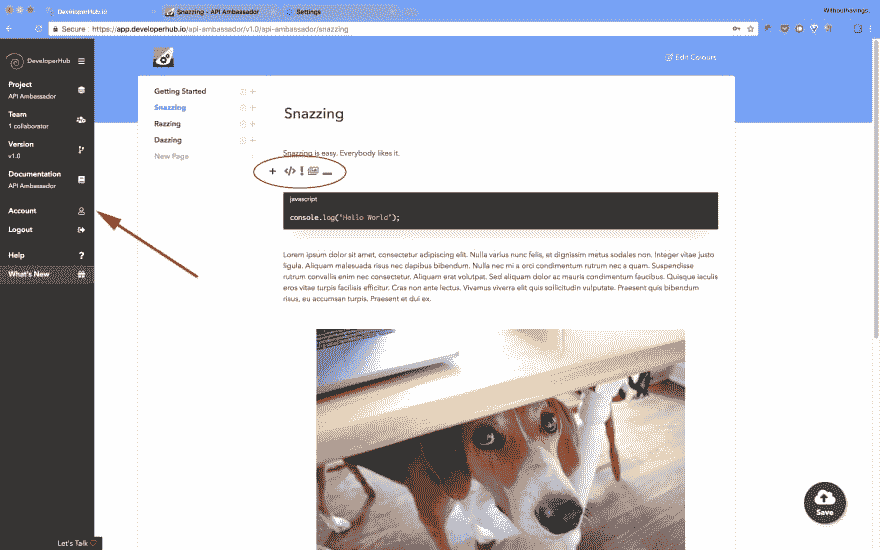 DeveloperHub.io
Snazzing - API Ambassador
Settings
Secure
https://app.developerhub.io/api-ambassador/v1.0/api-ambassador/snazzing
DeveloperHub
Edit Colours
Project
API Ambassador
Team
1 collaborator
Version
v1.0
Documentation
API Ambassador
Account
Logout
Help
?
What's New
Let's Talk
Getting Started
Snazzing
Razzing
Dazzing
New Page
Snazzing
Snazzing is easy. Everybody likes it.
+ </> !
javascript
console.log("Hello World");
Lorem ipsum dolor sit amet, consectetur adipiscing elit. Nulla varius nunc felis, et dignissim metus sodales non. Integer vitae justo
ligula. Aliquam malesuada risus nec dapibus bibendum. Nulla nec mi a orci condimentum rutrum nec a quam. Suspendisse
rutrum convallis enim nec consectetur. Aliquam erat volutpat. Sed aliquam dolor ac mauris condimentum faucibus. Quisque iaculis
eros vitae turpis facilisis efficitur. Cras non ante lectus. Vivamus viverra elit quis sollicitudin vulputate. Praesent quis bibendum
risus, eu accumsan turpis. Praesent et dui ex.
Save